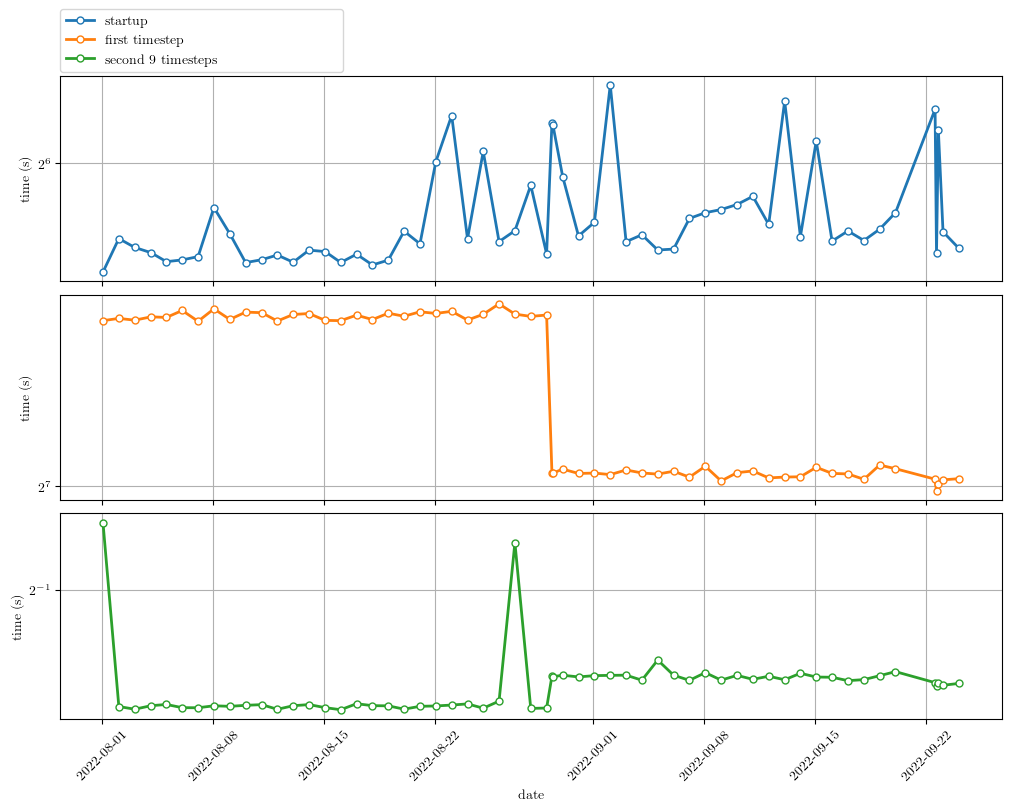 startup
first timestep
second 9 timesteps
time (s)
2^6
time (s)
2^7
time (s)
2^−1
2022-08-01
2022-08-08
2022-08-15
2022-08-22
2022-09-01
2022-09-08
2022-09-15
2022-09-22
date